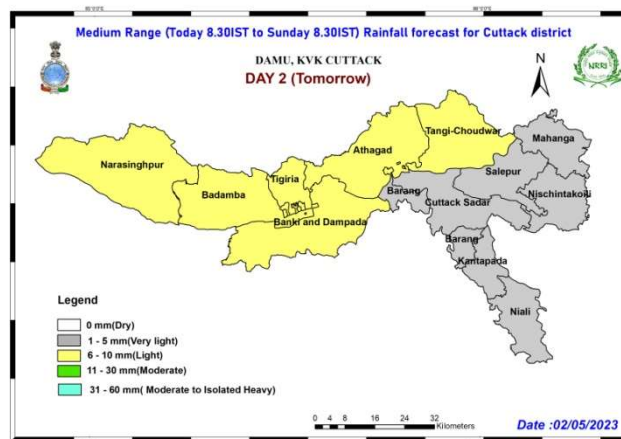 Medium Range (Today 8.30IST to Sunday 8.30IST) Rainfall forecast for Cuttack district
DAMU, KVK CUTTACK
DAY 2 (Tomorrow)
N
NRRI
Tangi-Choudwar
Mahanga
Athagad
Narasinghpur
Salepur
Tigiria
Badamba
Barang
Nischintakoili
Cuttack Sadar
Banki and Dampada
Barang
Kantapada
Niali
Legend
0 mm(Dry)
1 - 5 mm(Very light)
6 - 10 mm(Light)
11 - 30 mm(Moderate)
31 - 60 mm( Moderate to Isolated Heavy)
0 4 8 16 24 32
Kilometers
Date :02/05/2023